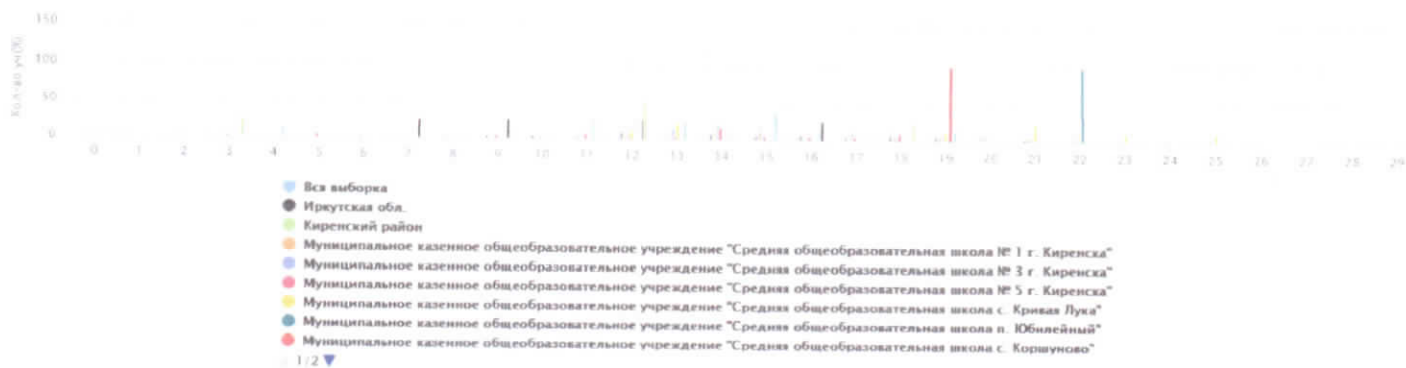 150
100
50
0
Кол-во уч(%)
0 1 2 3 4 5 6 7 8 9 10 11 12 13 14 15 16 17 18 19 20 21 22 23 24 25 26 27 28 29
Вся выборка
Иркутская обл.
Киренский район
Муниципальное казенное общеобразовательное учреждение "Средняя общеобразовательная школа № 1 г. Киренска"
Муниципальное казенное общеобразовательное учреждение "Средняя общеобразовательная школа № 3 г. Киренска"
Муниципальное казенное общеобразовательное учреждение "Средняя общеобразовательная школа № 5 г. Киренска"
Муниципальное казенное общеобразовательное учреждение "Средняя общеобразовательная школа с. Кривая Лука"
Муниципальное казенное общеобразовательное учреждение "Средняя общеобразовательная школа п. Юбилейный"
Муниципальное казенное общеобразовательное учреждение "Средняя общеобразовательная школа с. Коршуново"
1/2